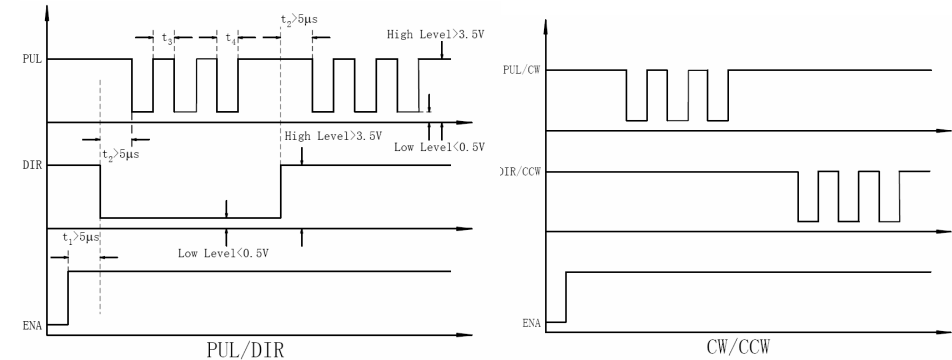 t₂>5μs
t₃
t₄
High Level>3.5V
PUL
High Level>3.5V
Low Level<0.5V
t₂>5μs
DIR
t₁>5μs
Low Level<0.5V
ENA
PUL/DIR
PUL/CW
DIR/CCW
ENA
CW/CCW